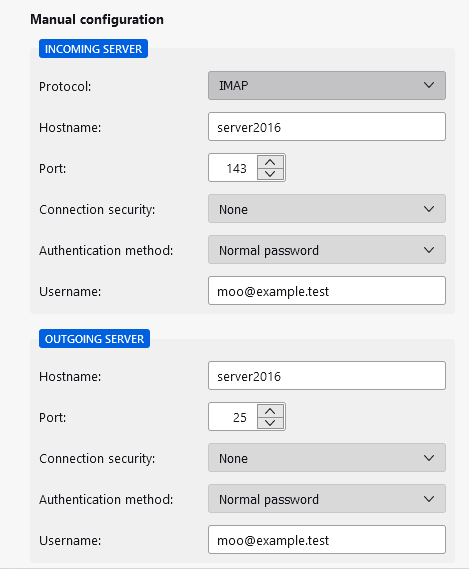 Manual configuration
INCOMING SERVER
Protocol: IMAP
Hostname: server2016
Port: 143
Connection security: None
Authentication method: Normal password
Username: moo@example.test
OUTGOING SERVER
Hostname: server2016
Port: 25
Connection security: None
Authentication method: Normal password
Username: moo@example.test